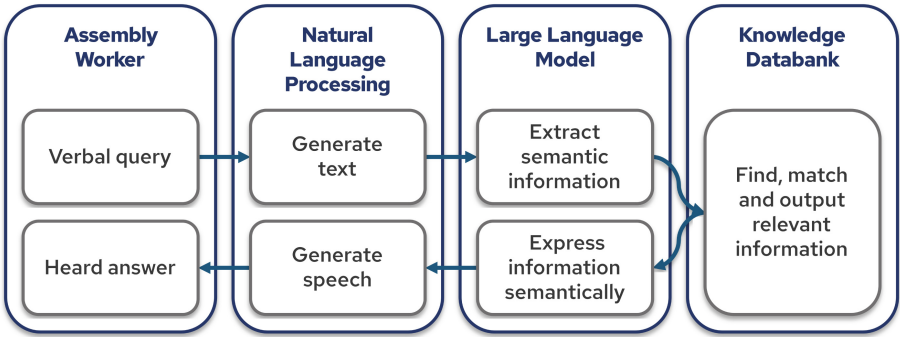 Assembly
Worker
Natural
Language
Processing
Large Language
Model
Knowledge
Databank
Verbal query
Generate
text
Extract
semantic
information
Find, match
and output
relevant
information
Heard answer
Generate
speech
Express
information
semantically